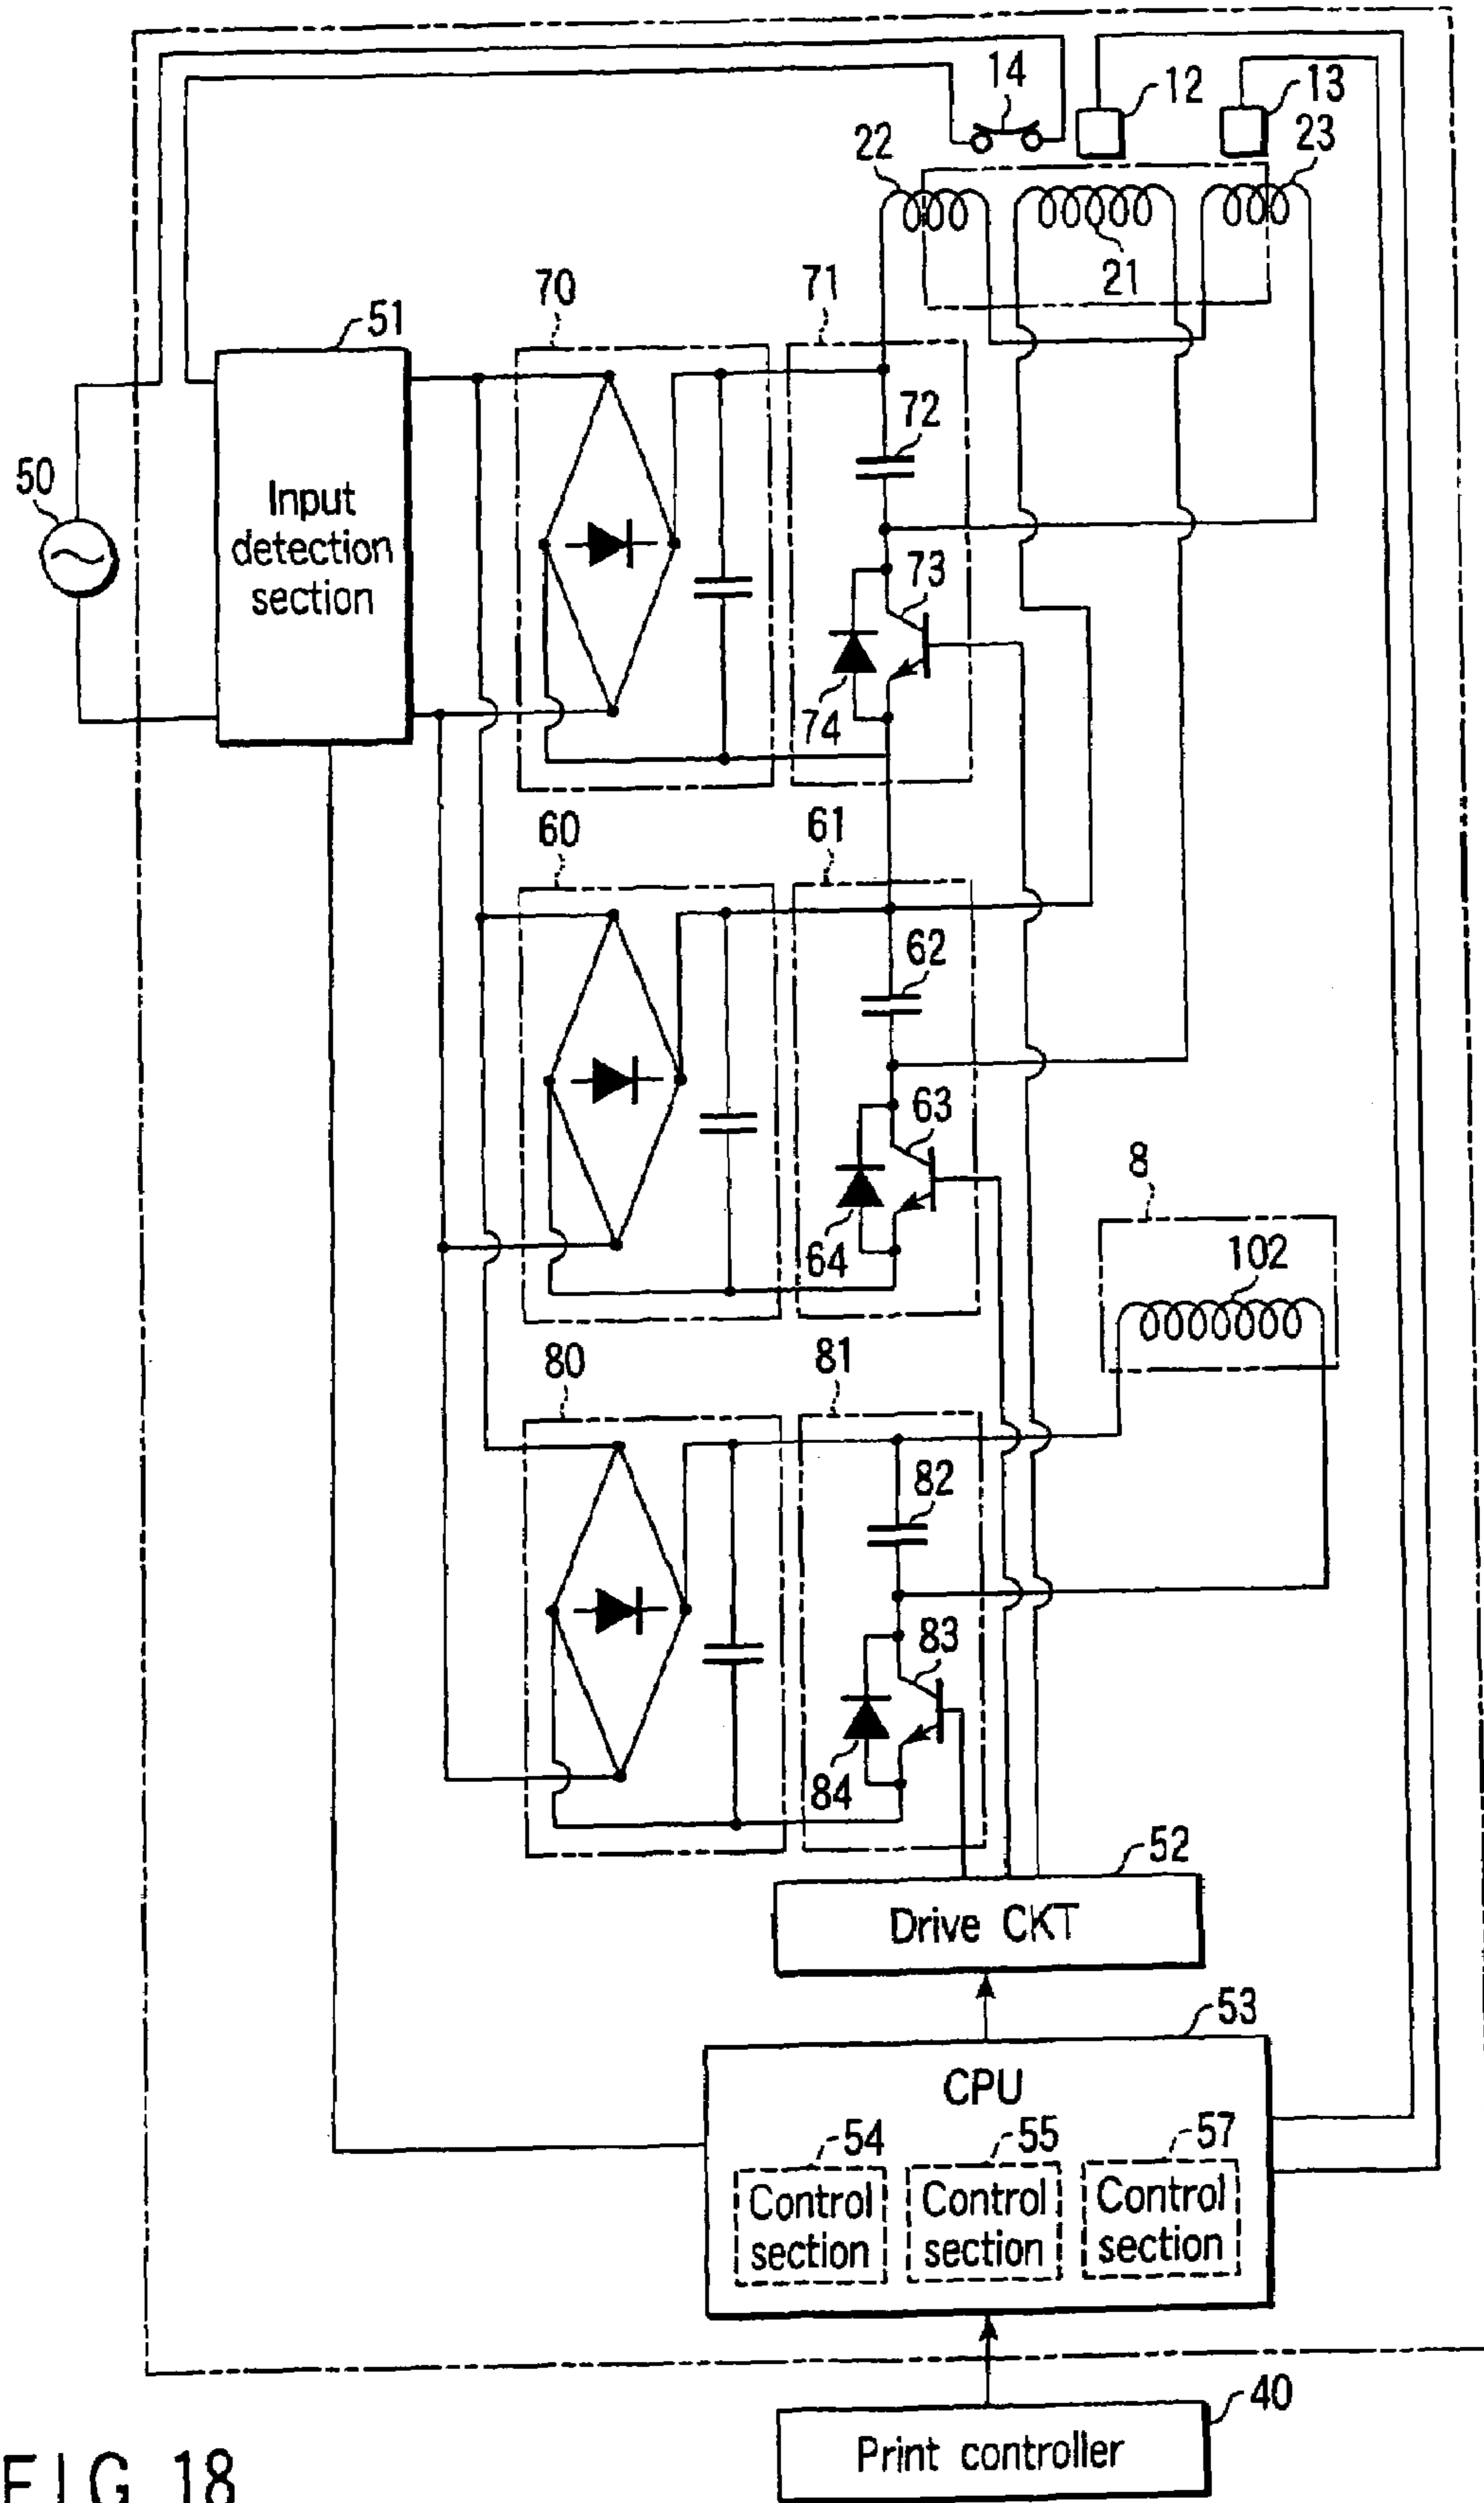 14
12
13
22
23
21
70
71
51
72
50
Input
detection
section
73
74
60
61
62
63
8
64
102
80
81
82
83
84
52
Drive CKT
53
CPU
54
55
57
Control
section
Control
section
Control
section
40
Print controller
FIG. 18